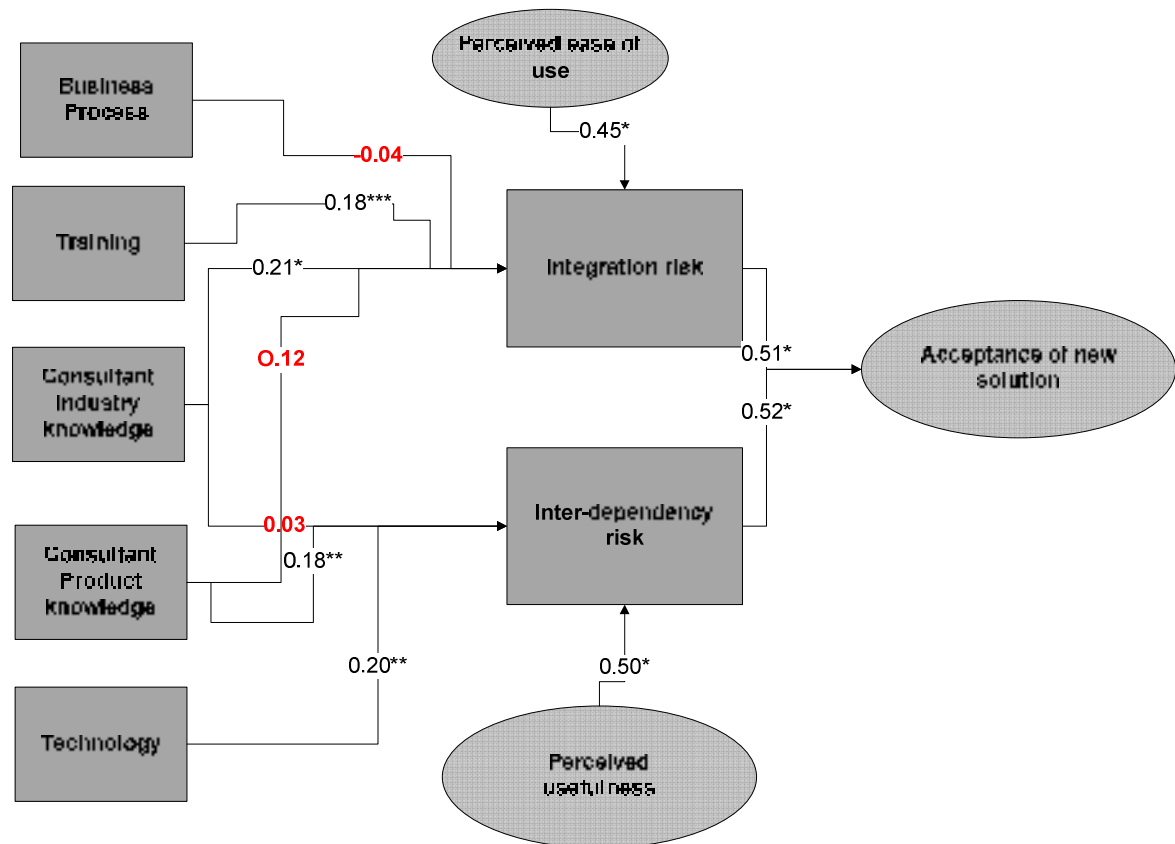 Perceived ease of
use
Business
Process
0.45*
-0.04
0.18***
Training
0.21*
Integration risk
O.12
0.51*
Acceptance of new
solution
Consultant
Industry
knowledge
0.52*
Inter-dependency
risk
0.03
0.18**
Consultant
Product
knowledge
0.20**
0.50*
Technology
Perceived
usefulness